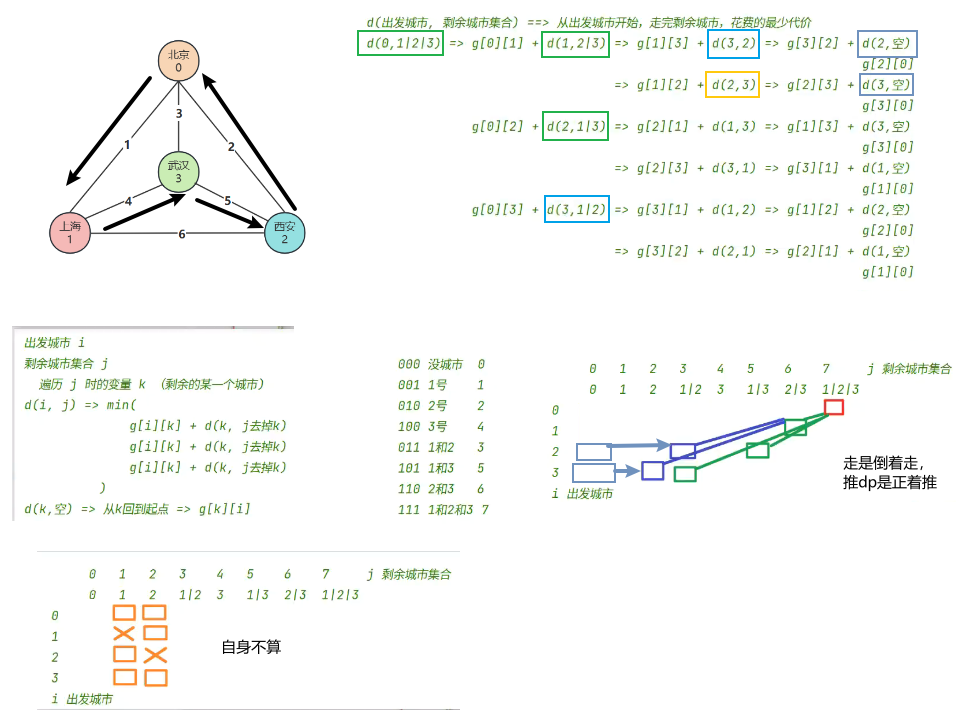 北京
0
3
1
2
武汉
3
4
5
上海
1
6
西安
2
d(出发城市, 剩余城市集合) ==> 从出发城市开始，走完剩余城市，花费的最少代价
d(0,1|2|3) => g[0][1] + d(1,2|3) => g[1][3] + d(3,2) => g[3][2] + d(2,空)
g[2][0]
=> g[1][2] + d(2,3) => g[2][3] + d(3,空)
g[3][0]
g[0][2] + d(2,1|3) => g[2][1] + d(1,3) => g[1][3] + d(3,空)
g[3][0]
=> g[2][3] + d(3,1) => g[3][1] + d(1,空)
g[1][0]
g[0][3] + d(3,1|2) => g[3][1] + d(1,2) => g[1][2] + d(2,空)
g[2][0]
=> g[3][2] + d(2,1) => g[2][1] + d(1,空)
g[1][0]
出发城市 i
剩余城市集合 j
遍历 j 时的变量 k （剩余的某一个城市）
d(i, j) => min(
g[i][k] + d(k, j去掉k)
g[i][k] + d(k, j去掉k)
g[i][k] + d(k, j去掉k)
)
d(k,空) => 从k回到起点 => g[k][i]
000 没城市 0
001 1号 1
010 2号 2
100 3号 4
011 1和2 3
101 1和3 5
110 2和3 6
111 1和2和3 7
0 1 2 3 4 5 6 7 j 剩余城市集合
0 1 2 1|2 3 1|3 2|3 1|2|3
0
1
2
3
i 出发城市
走是倒着走，
推dp是正着推
0 1 2 3 4 5 6 7 j 剩余城市集合
0 1 2 1|2 3 1|3 2|3 1|2|3
0
1
2
3
i 出发城市
自身不算